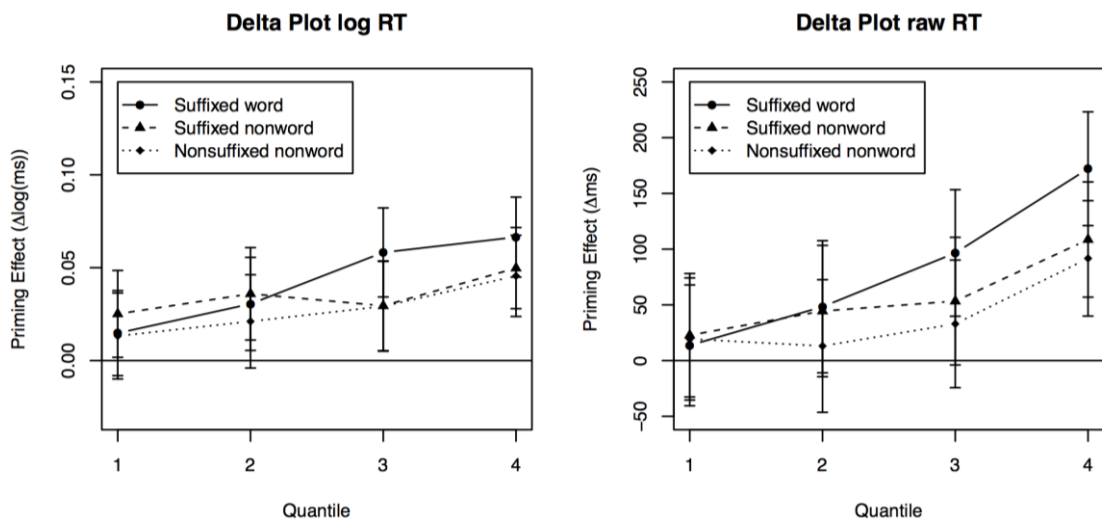 Delta Plot log RT
Priming Effect (Δlog(ms))
0.15
0.10
0.05
0.00
Suffixed word
Suffixed nonword
Nonsuffixed nonword
1 2 3 4
Quantile
Delta Plot raw RT
Priming Effect (Δms)
250
200
150
100
50
0
−50
Suffixed word
Suffixed nonword
Nonsuffixed nonword
1 2 3 4
Quantile